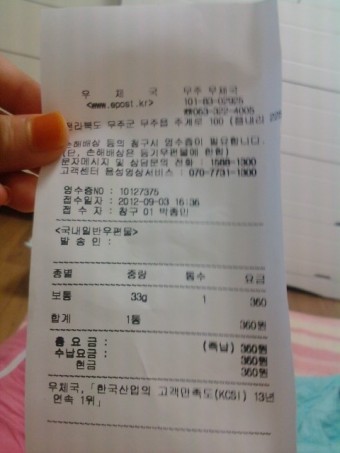 우 체 국 무주 우체국
<www.epost.kr> 101-83-02925
☎063-322-4005
전라북도 무주군 무주읍 주계로 100 (읍내리)
손해배상 등의 청구시 영수증이 필요합니다.
(단, 손해배상은 등기우편물에 한함)
문자메시지 및 상담문의 전화 : 1588-1300
고객센터 음성영상서비스 : 070-7731-1300
영수증NO : 10127375
접수일자 : 2012-09-03 16:36
접 수 자 : 창구 01 박종민
<국내일반우편물>
발 송 인 :
종별 중량 통수 요금
보통 33g 1 360
합계 1통 360원
총 요 금 : (즉납) 360원
수납요금 : 360원
현금 360원
우체국, 「한국산업의 고객만족도(KCSI) 13년
연속 1위」